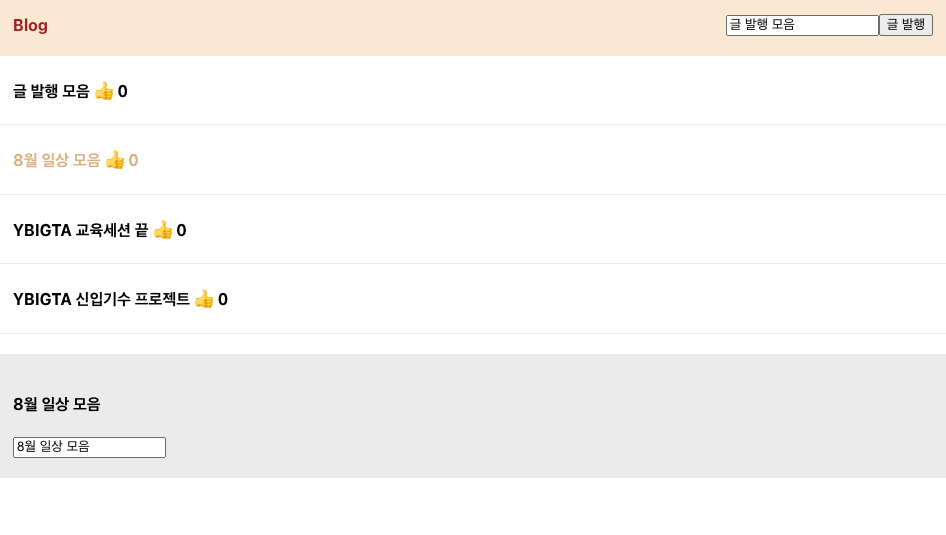 Blog
글 발행 모음 글 발행
글 발행 모음 👍 0
8월 일상 모음 👍 0
YBIGTA 교육세션 끝 👍 0
YBIGTA 신입기수 프로젝트 👍 0
8월 일상 모음
8월 일상 모음